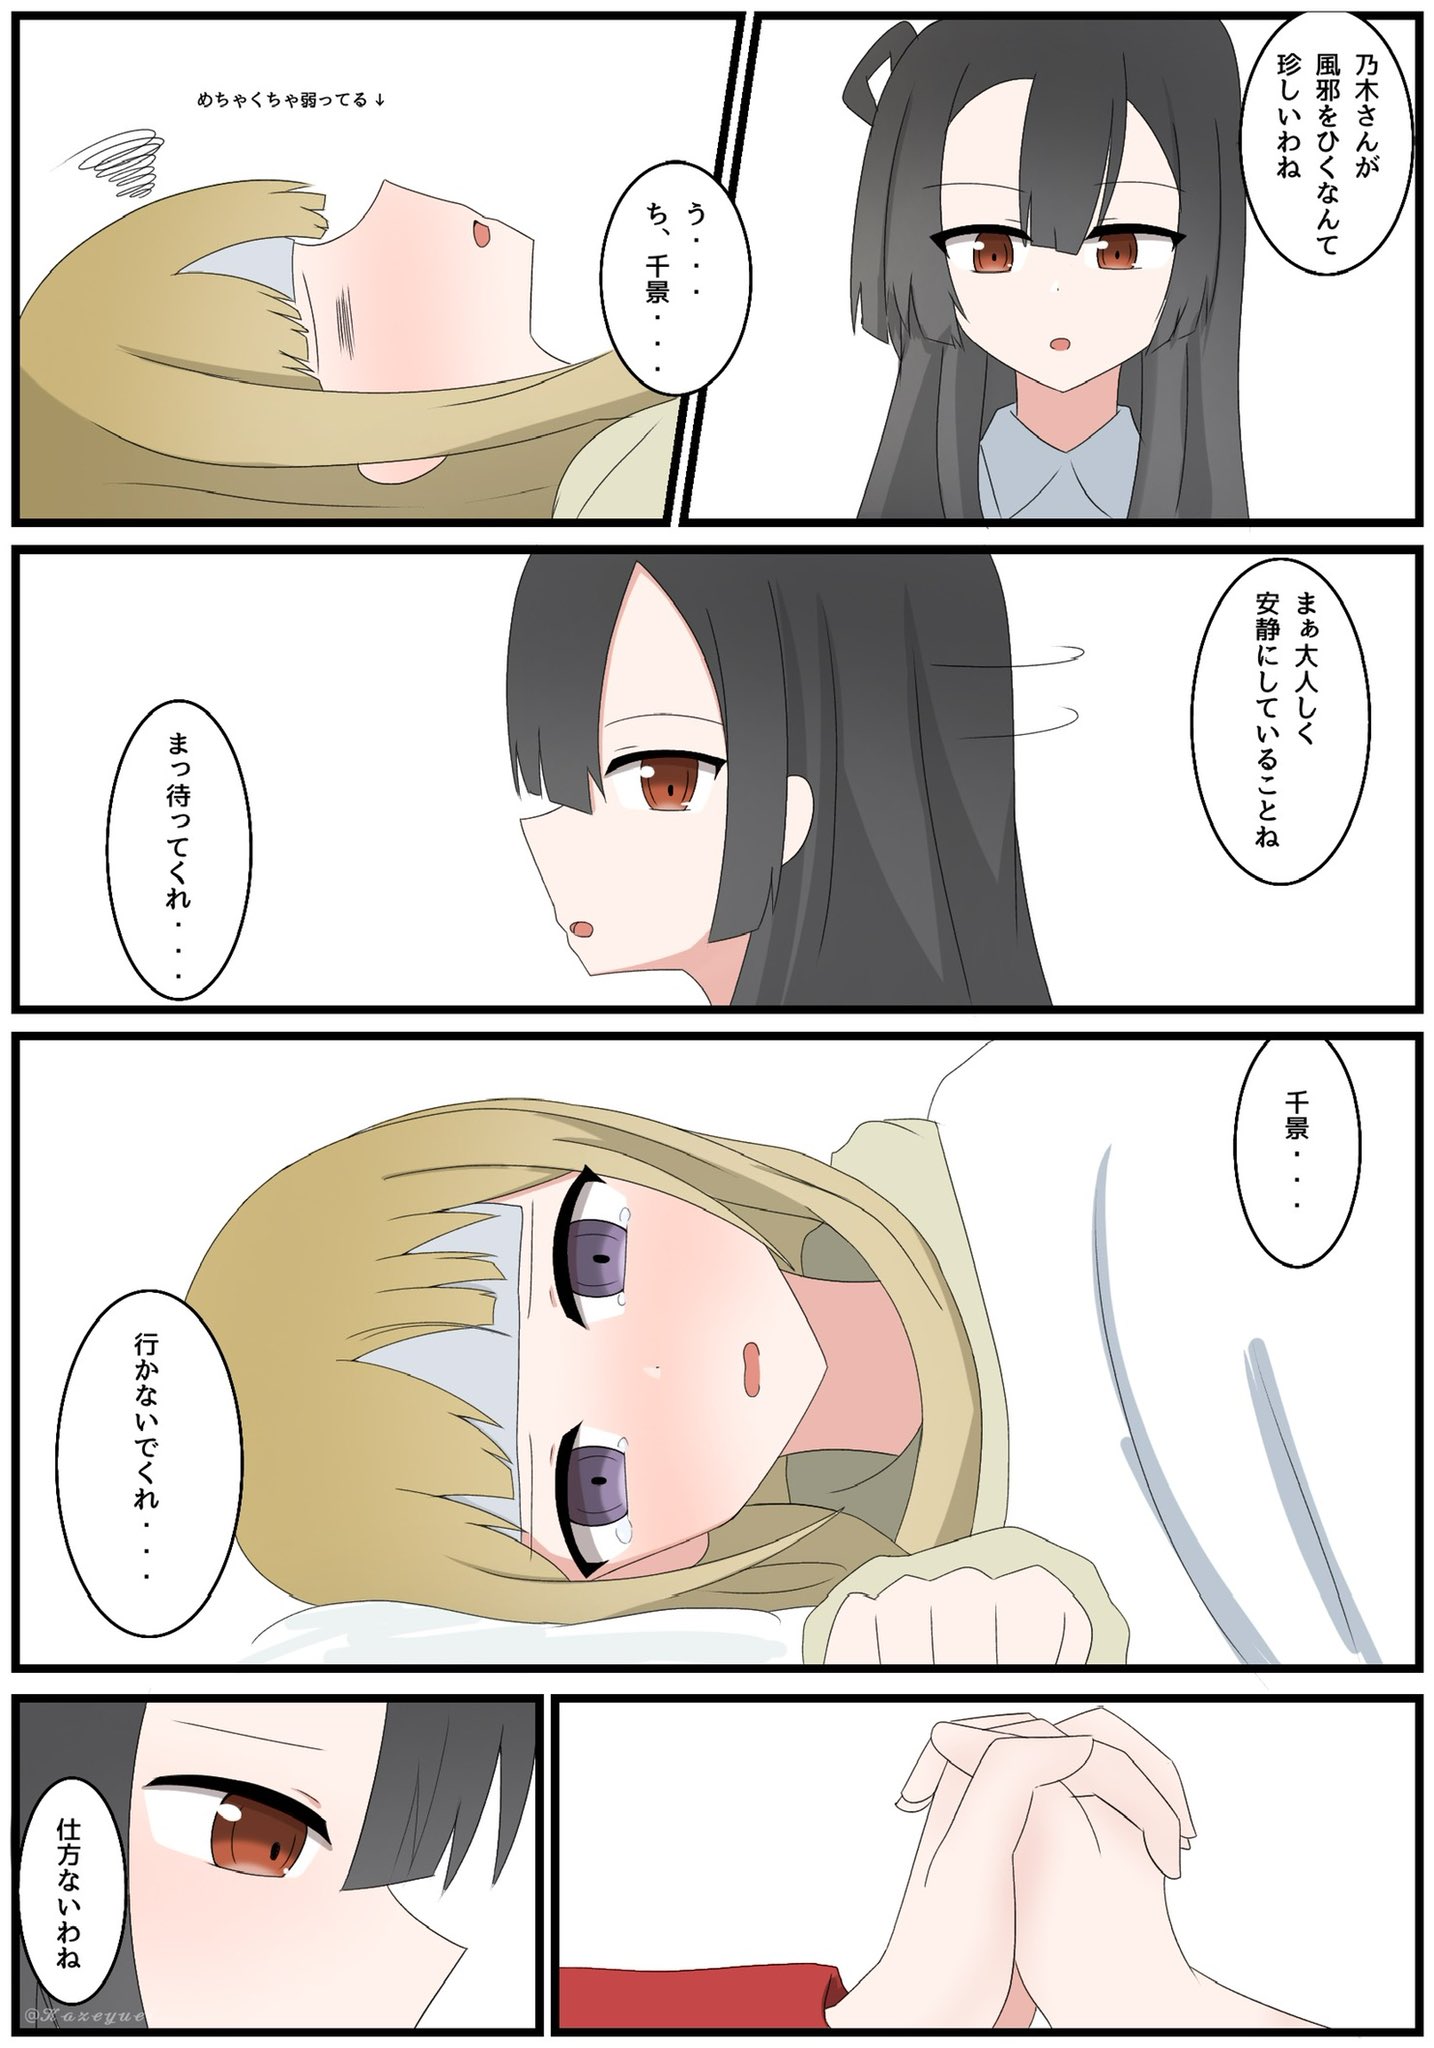 乃木さんが
風邪をひくなんて
珍しいわね
めちゃくちゃ弱ってる↓
う・・・・
ち、千景・・・・
まぁ大人しく
安静にしていることね
まっ待ってくれ・・・
千景・・・
行かないでくれ・・・
仕方ないわね
@Kazeyue